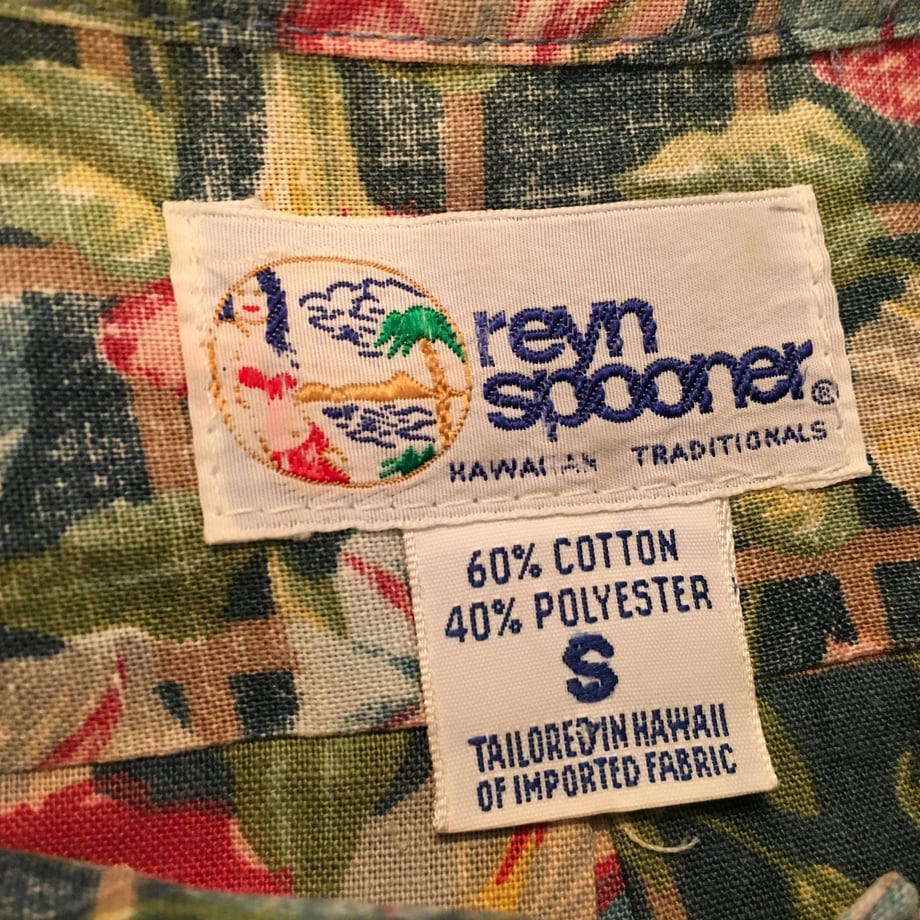 reyn
spooner®
HAWAIIAN TRADITIONALS
60% COTTON
40% POLYESTER
S
TAILORED IN HAWAII
OF IMPORTED FABRIC